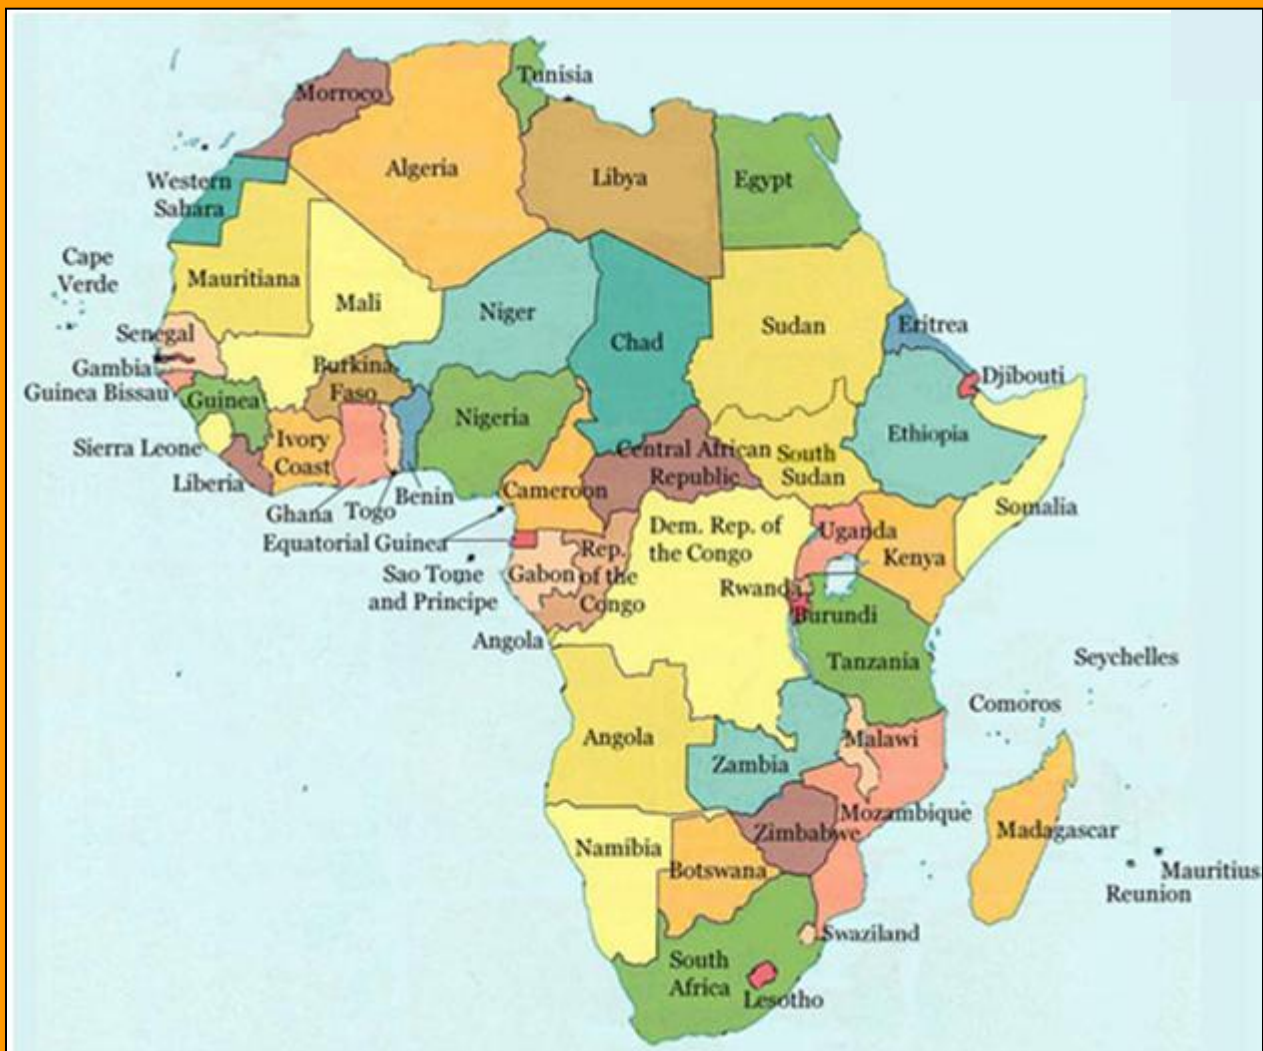 Tunisia
Morroco
Algeria
Libya
Egypt
Western
Sahara
Cape
Verde
Mauritiana
Mali
Niger
Chad
Sudan
Eritrea
Senegal
Gambia
Guinea Bissau
Guinea
Burkina
Faso
Nigeria
Djibouti
Ethiopia
Sierra Leone
Ivory
Coast
Central African
Republic
South
Sudan
Liberia
Ghana
Togo
Benin
Cameroon
Somalia
Equatorial Guinea
Dem. Rep. of
the Congo
Uganda
Kenya
Sao Tome
and Principe
Gabon
Rep.
of the
Congo
Rwanda
Burundi
Angola
Tanzania
Seychelles
Comoros
Angola
Zambia
Malawi
Mozambique
Zimbabwe
Madagascar
Namibia
Botswana
Mauritius
Reunion
Swaziland
South
Africa
Lesotho